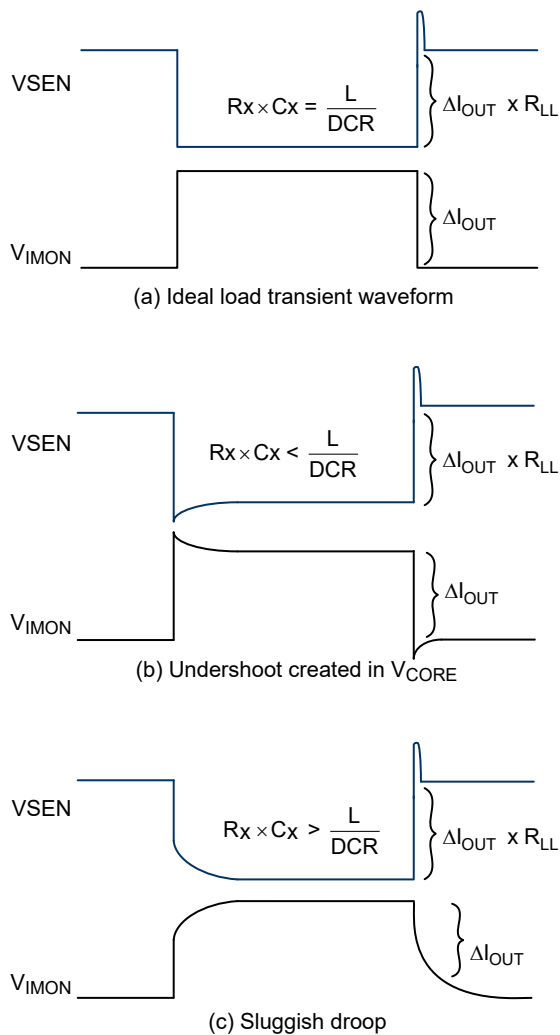 VSEN
Rx × Cx = L / DCR
ΔIOUT x RLL
VIMON
ΔIOUT
(a) Ideal load transient waveform
VSEN
Rx × Cx < L / DCR
ΔIOUT x RLL
VIMON
ΔIOUT
(b) Undershoot created in VCORE
VSEN
Rx × Cx > L / DCR
ΔIOUT x RLL
VIMON
ΔIOUT
(c) Sluggish droop